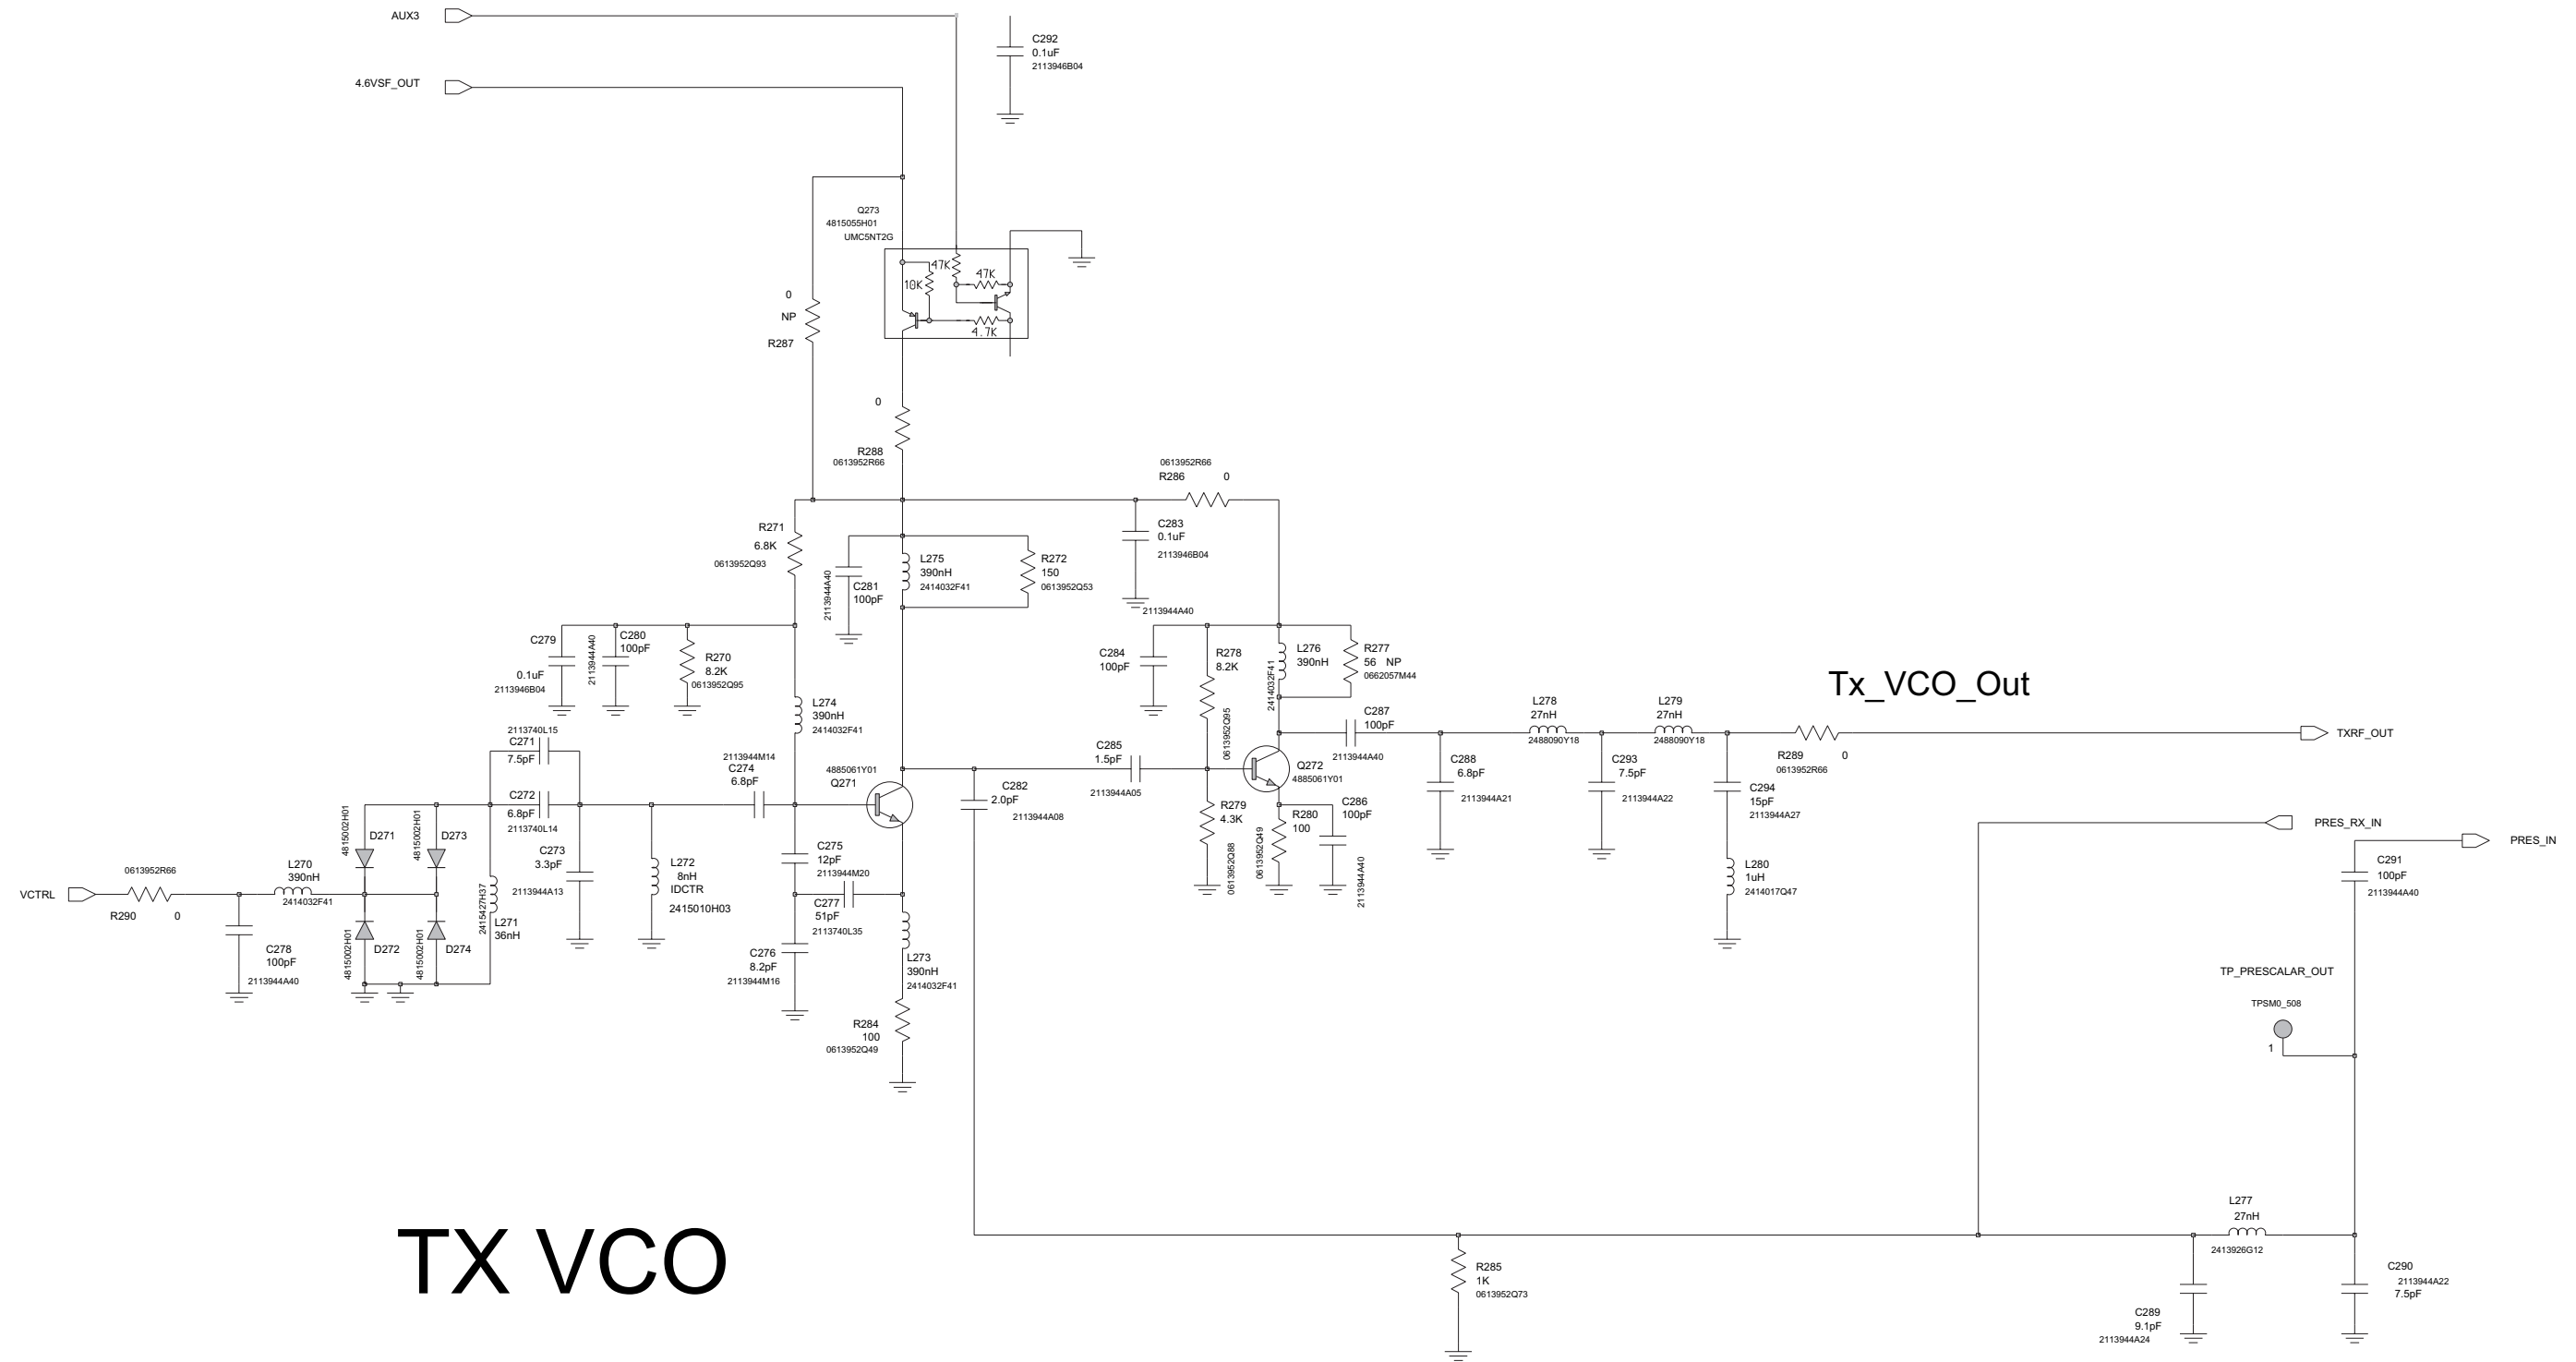 AUX3
C292
0.1uF
2113946B04
4.6VSF_OUT
Q273
4815055H01
UMC5NT2G
47K
47K
10K
4.7K
0
NP
R287
0
R288
0613952R66
0613952R66
R286 0
R271
6.8K
0613952Q93
2113944A40
C281
100pF
L275
390nH
2414032F41
R272
150
0613952Q53
C283
0.1uF
2113946B04
2113944A40
C279
0.1uF
2113946B04
2113944A40
C280
100pF
R270
8.2K
0613952Q95
C284
100pF
R278
8.2K
0613952Q95
2414032F41
L276
390nH
R277
56 NP
0662057M44
L274
390nH
2414032F41
2113740L15
C271
7.5pF
2113944M14
C274
6.8pF
4885061Y01
Q271
C272
6.8pF
2113740L14
C282
2.0pF
2113944A08
C285
1.5pF
2113944A05
Q272
4885061Y01
C287
100pF
2113944A40
Tx_VCO_Out
L278
27nH
2488090Y18
L279
27nH
2488090Y18
R289 0
0613952R66
TXRF_OUT
C288
6.8pF
2113944A21
C293
7.5pF
2113944A22
C294
15pF
2113944A27
L280
1uH
2414017Q47
R279
4.3K
0613952Q88
0613952Q49
R280
100
C286
100pF
2113944A40
PRES_RX_IN
PRES_IN
C291
100pF
2113944A40
4815002H01
D271
4815002H01
D273
4815002H01
D272
4815002H01
D274
VCTRL
0613952R66
R290 0
L270
390nH
2414032F41
C278
100pF
2113944A40
2415427H37
L271
36nH
C273
3.3pF
2113944A13
L272
8nH
IDCTR
2415010H03
C275
12pF
2113944M20
C277
51pF
2113740L35
C276
8.2pF
2113944M16
L273
390nH
2414032F41
R284
100
0613952Q49
TP_PRESCALAR_OUT
TPSM0_508
1
L277
27nH
2413926G12
TX VCO
R285
1K
0613952Q73
C289
9.1pF
2113944A24
C290
2113944A22
7.5pF